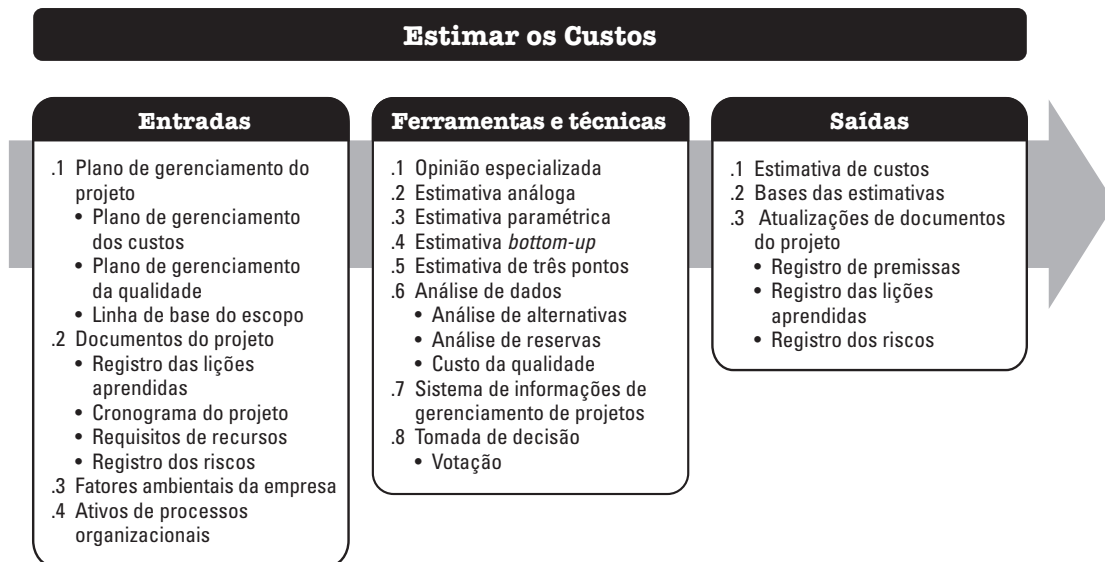 Estimar os Custos
Entradas
.1 Plano de gerenciamento do
projeto
• Plano de gerenciamento
dos custos
• Plano de gerenciamento
da qualidade
• Linha de base do escopo
.2 Documentos do projeto
• Registro das lições
aprendidas
• Cronograma do projeto
• Requisitos de recursos
• Registro dos riscos
.3 Fatores ambientais da empresa
.4 Ativos de processos
organizacionais
Ferramentas e técnicas
.1 Opinião especializada
.2 Estimativa análoga
.3 Estimativa paramétrica
.4 Estimativa bottom-up
.5 Estimativa de três pontos
.6 Análise de dados
• Análise de alternativas
• Análise de reservas
• Custo da qualidade
.7 Sistema de informações de
gerenciamento de projetos
.8 Tomada de decisão
• Votação
Saídas
.1 Estimativa de custos
.2 Bases das estimativas
.3 Atualizações de documentos
do projeto
• Registro de premissas
• Registro das lições
aprendidas
• Registro dos riscos